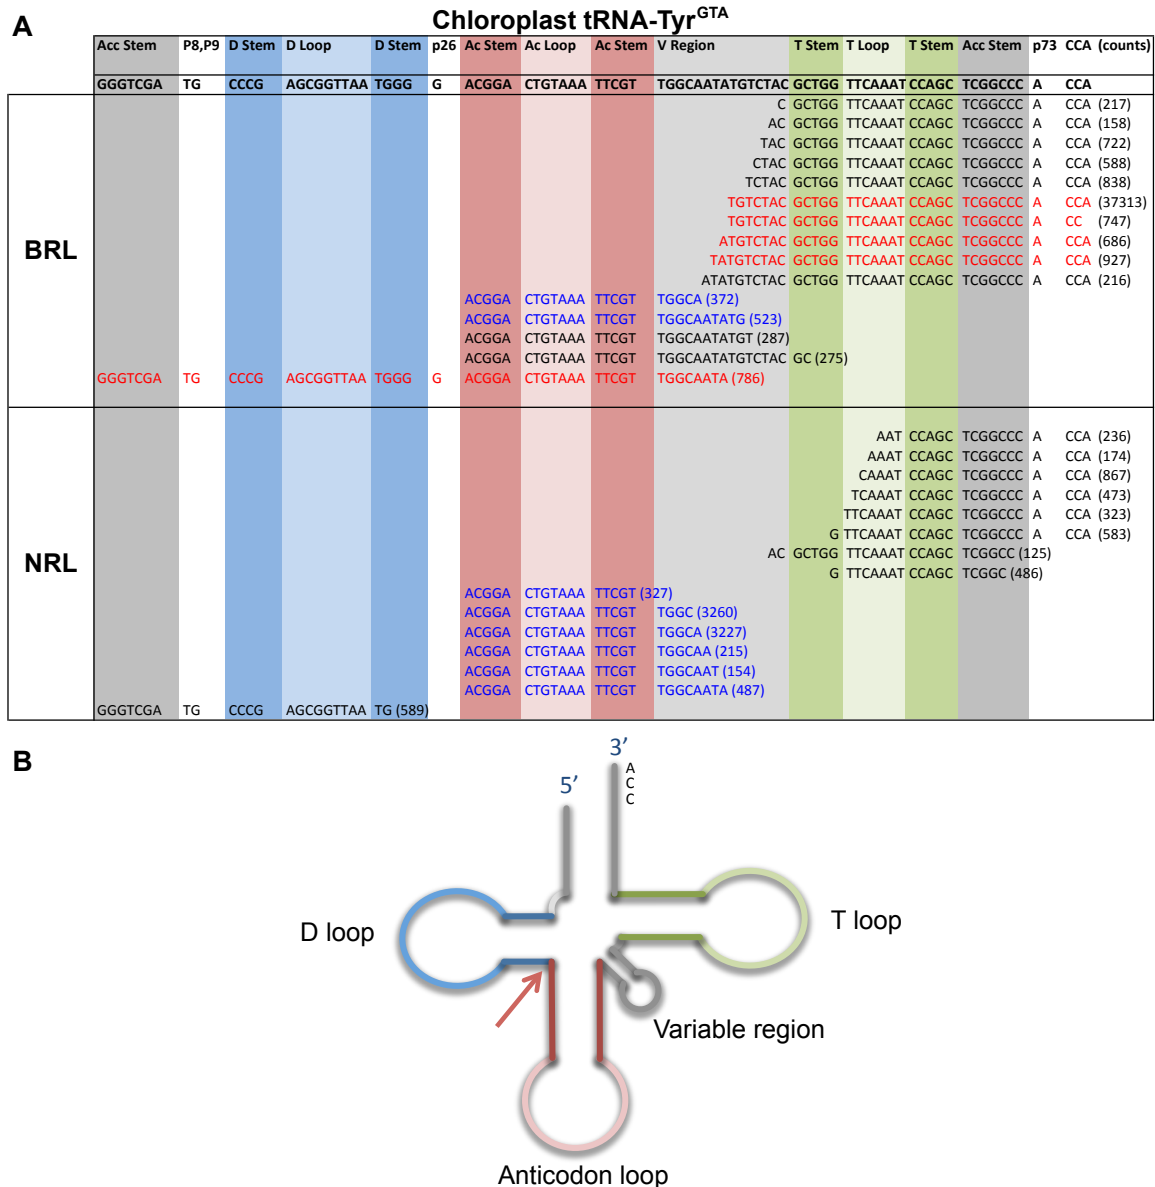 Chloroplast tRNA-Tyr^GTA
A
Acc Stem P8,P9 D Stem D Loop D Stem p26 Ac Stem Ac Loop Ac Stem V Region T Stem T Loop T Stem Acc Stem p73 CCA (counts)
GGGTCGA TG CCCG AGCGGTTAA TGGG G ACGGA CTGTAAA TTCGT TGGCAATATGTCTAC GCTGG TTCAAAT CCAGC TCGGCCC A CCA
BRL
C GCTGG TTCAAAT CCAGC TCGGCCC A CCA (217)
AC GCTGG TTCAAAT CCAGC TCGGCCC A CCA (158)
TAC GCTGG TTCAAAT CCAGC TCGGCCC A CCA (722)
CTAC GCTGG TTCAAAT CCAGC TCGGCCC A CCA (588)
TCTAC GCTGG TTCAAAT CCAGC TCGGCCC A CCA (838)
TGTCTAC GCTGG TTCAAAT CCAGC TCGGCCC A CCA (37313)
TGTCTAC GCTGG TTCAAAT CCAGC TCGGCCC A CC (747)
ATGTCTAC GCTGG TTCAAAT CCAGC TCGGCCC A CCA (686)
TATGTCTAC GCTGG TTCAAAT CCAGC TCGGCCC A CCA (927)
ATATGTCTAC GCTGG TTCAAAT CCAGC TCGGCCC A CCA (216)
ACGGA CTGTAAA TTCGT TGGCA (372)
ACGGA CTGTAAA TTCGT TGGCAATATG (523)
ACGGA CTGTAAA TTCGT TGGCAATATGT (287)
ACGGA CTGTAAA TTCGT TGGCAATATGTCTAC GC (275)
GGGTCGA TG CCCG AGCGGTTAA TGGG G ACGGA CTGTAAA TTCGT TGGCAATA (786)
NRL
AAT CCAGC TCGGCCC A CCA (236)
AAAT CCAGC TCGGCCC A CCA (174)
CAAAT CCAGC TCGGCCC A CCA (867)
TCAAAT CCAGC TCGGCCC A CCA (473)
TTCAAAT CCAGC TCGGCCC A CCA (323)
G TTCAAAT CCAGC TCGGCCC A CCA (583)
AC GCTGG TTCAAAT CCAGC TCGGCC (125)
G TTCAAAT CCAGC TCGGC (486)
ACGGA CTGTAAA TTCGT (327)
ACGGA CTGTAAA TTCGT TGGC (3260)
ACGGA CTGTAAA TTCGT TGGCA (3227)
ACGGA CTGTAAA TTCGT TGGCAA (215)
ACGGA CTGTAAA TTCGT TGGCAAT (154)
ACGGA CTGTAAA TTCGT TGGCAATA (487)
GGGTCGA TG CCCG AGCGGTTAA TG (589)
B
3’
A
C
C
5’
D loop
T loop
Variable region
Anticodon loop